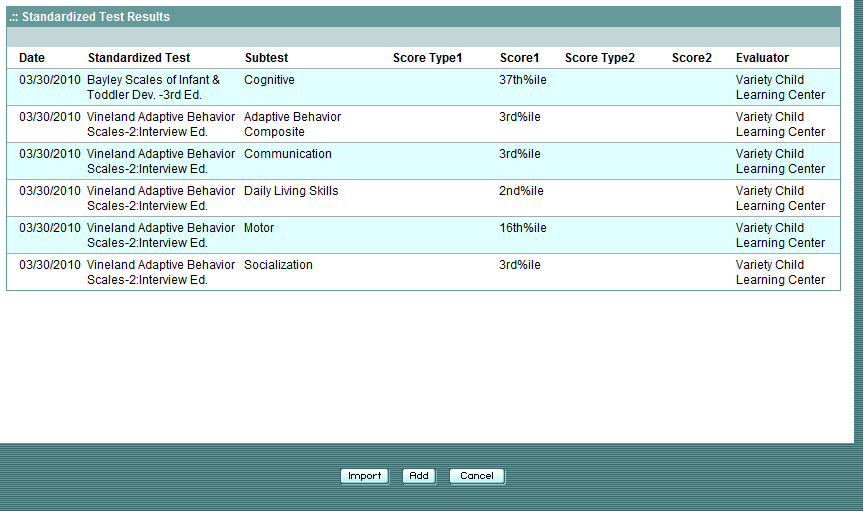 .:: Standardized Test Results
Date Standardized Test Subtest Score Type1 Score1 Score Type2 Score2 Evaluator
03/30/2010 Bayley Scales of Infant & Cognitive 37th%ile Variety Child
Toddler Dev. -3rd Ed. Learning Center
03/30/2010 Vineland Adaptive Behavior Adaptive Behavior 3rd%ile Variety Child
Scales-2:Interview Ed. Composite Learning Center
03/30/2010 Vineland Adaptive Behavior Communication 3rd%ile Variety Child
Scales-2:Interview Ed. Learning Center
03/30/2010 Vineland Adaptive Behavior Daily Living Skills 2nd%ile Variety Child
Scales-2:Interview Ed. Learning Center
03/30/2010 Vineland Adaptive Behavior Motor 16th%ile Variety Child
Scales-2:Interview Ed. Learning Center
03/30/2010 Vineland Adaptive Behavior Socialization 3rd%ile Variety Child
Scales-2:Interview Ed. Learning Center
Import Add Cancel